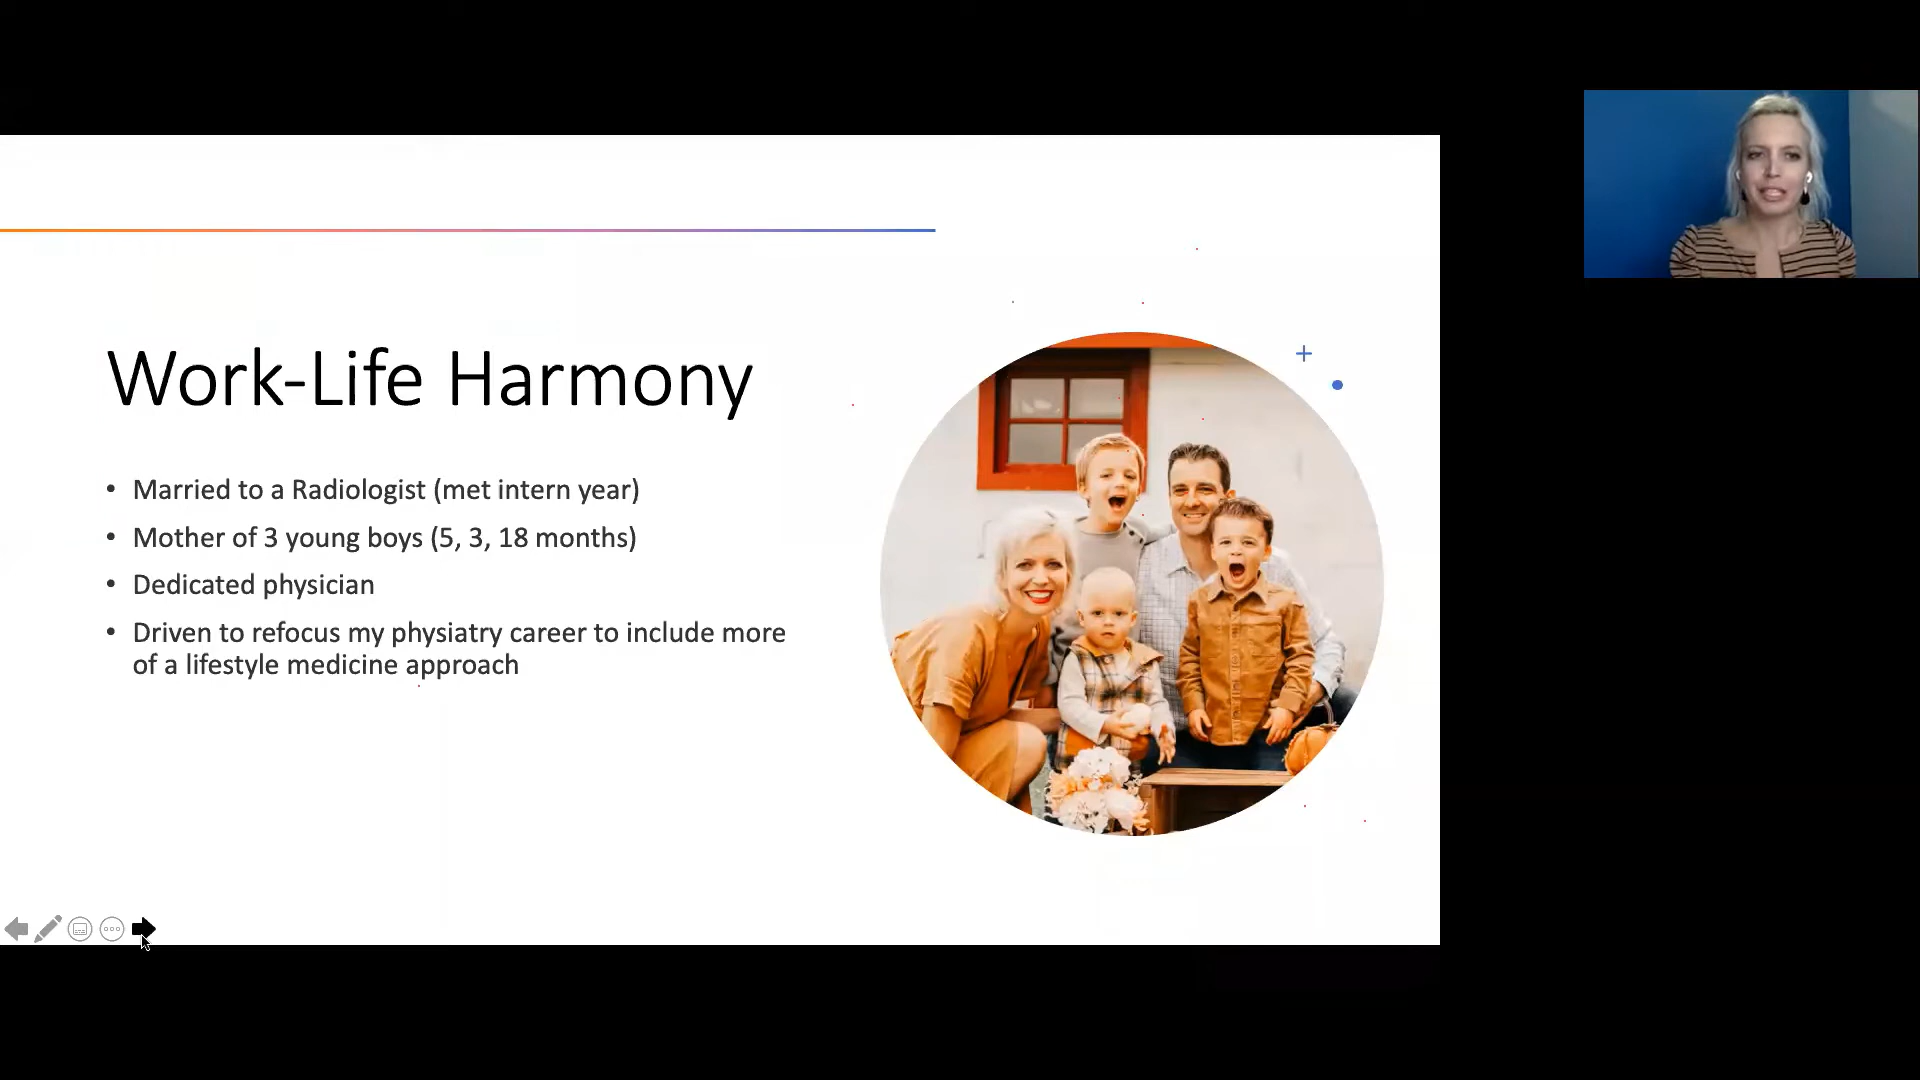 Work-Life Harmony
• Married to a Radiologist (met intern year)
• Mother of 3 young boys (5, 3, 18 months)
• Dedicated physician
• Driven to refocus my physiatry career to include more
of a lifestyle medicine approach